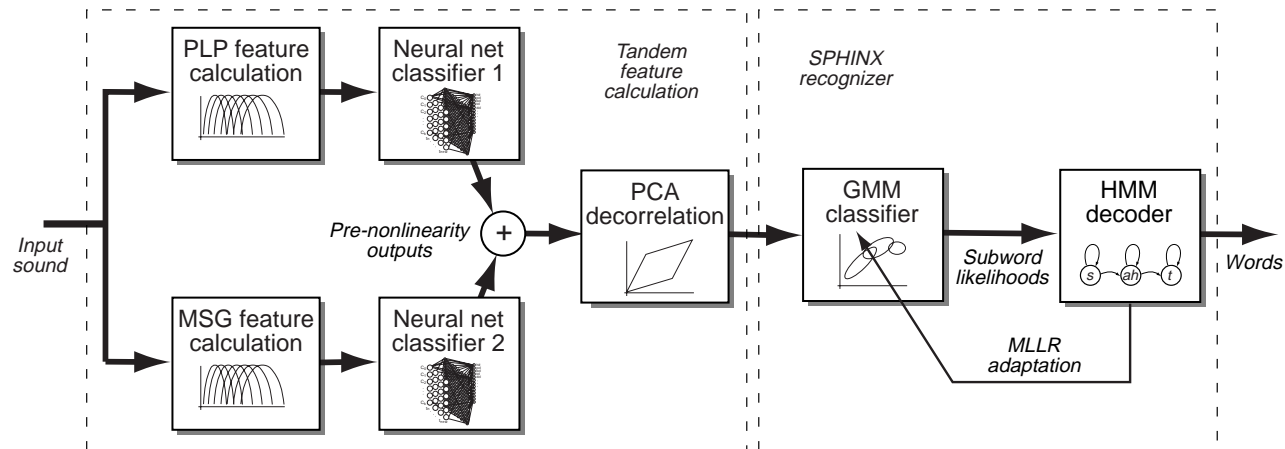 PLP feature
calculation
Neural net
classifier 1
Tandem
feature
calculation
SPHINX
recognizer
Input
sound
Pre-nonlinearity
outputs
+
PCA
decorrelation
GMM
classifier
Subword
likelihoods
HMM
decoder
s ah t
Words
MLLR
adaptation
MSG feature
calculation
Neural net
classifier 2